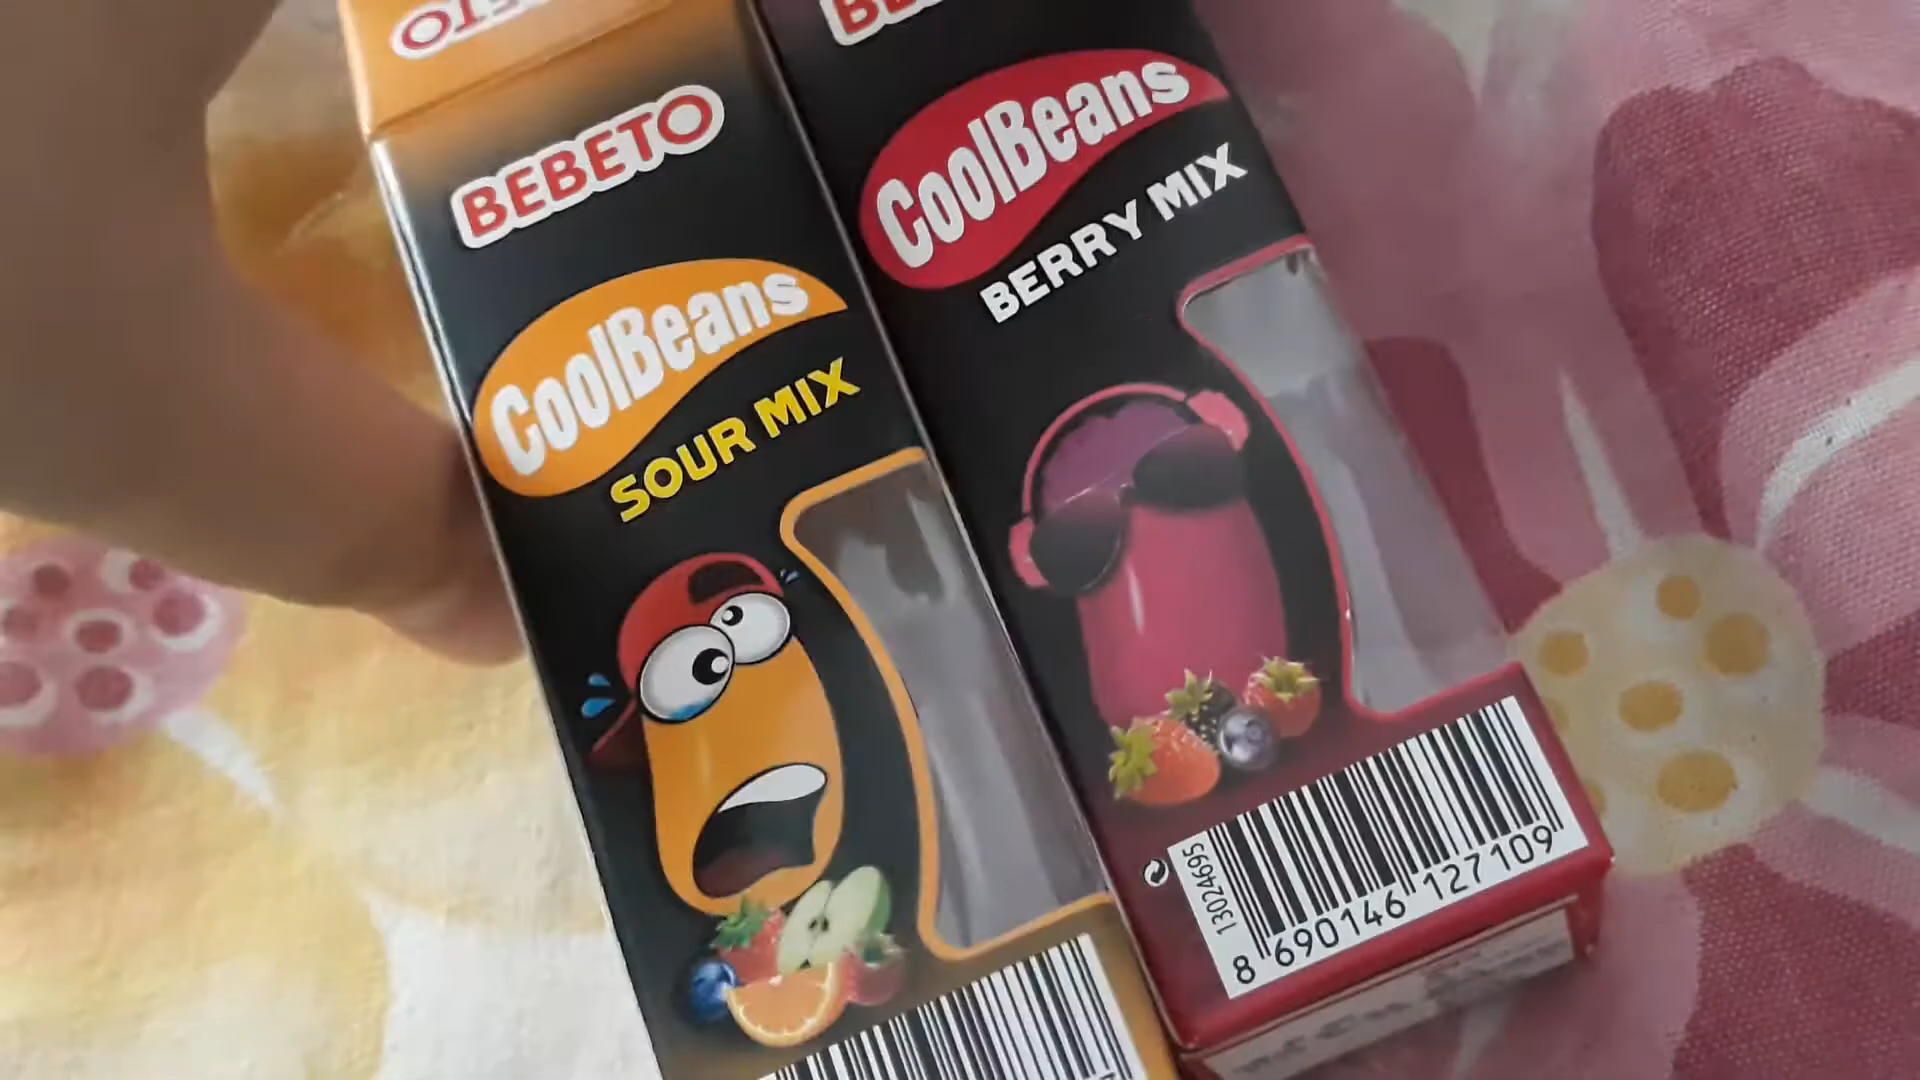 BEBETO
CoolBeans
SOUR MIX
CoolBeans
BERRY MIX
13024695
8 690146 127109